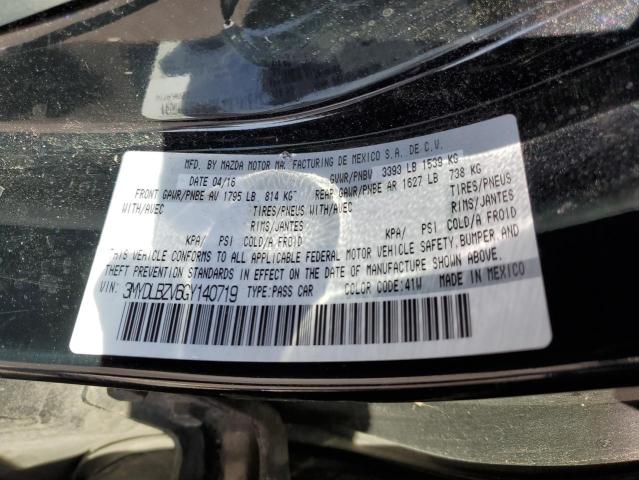 MFD. BY MAZDA MOTOR MA FACTURING DE MEXICO S.A. DE C.V.
DATE 04/16 GVWR/PNBV 3393 LB 1539 KG
FRONT GAWR/PNBE AV 1795 LB 814 KG REAR GAWR/PNBE AR 1627 LB 738 KG
WITH/AVEC TIRES/PNEUS WITH/AVEC TIRES/PNEUS
RIMS/JANTES RIMS/JANTES
KPA/ PSI COLD/A FROID KPA/ PSI COLD/A FROID
THIS VEHICLE CONFORMS TO ALL APPLICABLE FEDERAL MOTOR VEHICLE SAFETY, BUMPER, AND
THEFT PREVENTION STANDARDS IN EFFECT ON THE DATE OF MANUFACTURE SHOWN ABOVE.
VIN: 3MYDLBZV6GY140719 TYPE:PASS CAR COLOR CODE:41W MADE IN MEXICO